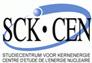 SCK·CEN
STUDIECENTRUM VOOR KERNENERGIE
CENTRE D'ETUDE DE L'ENERGIE NUCLEAIRE